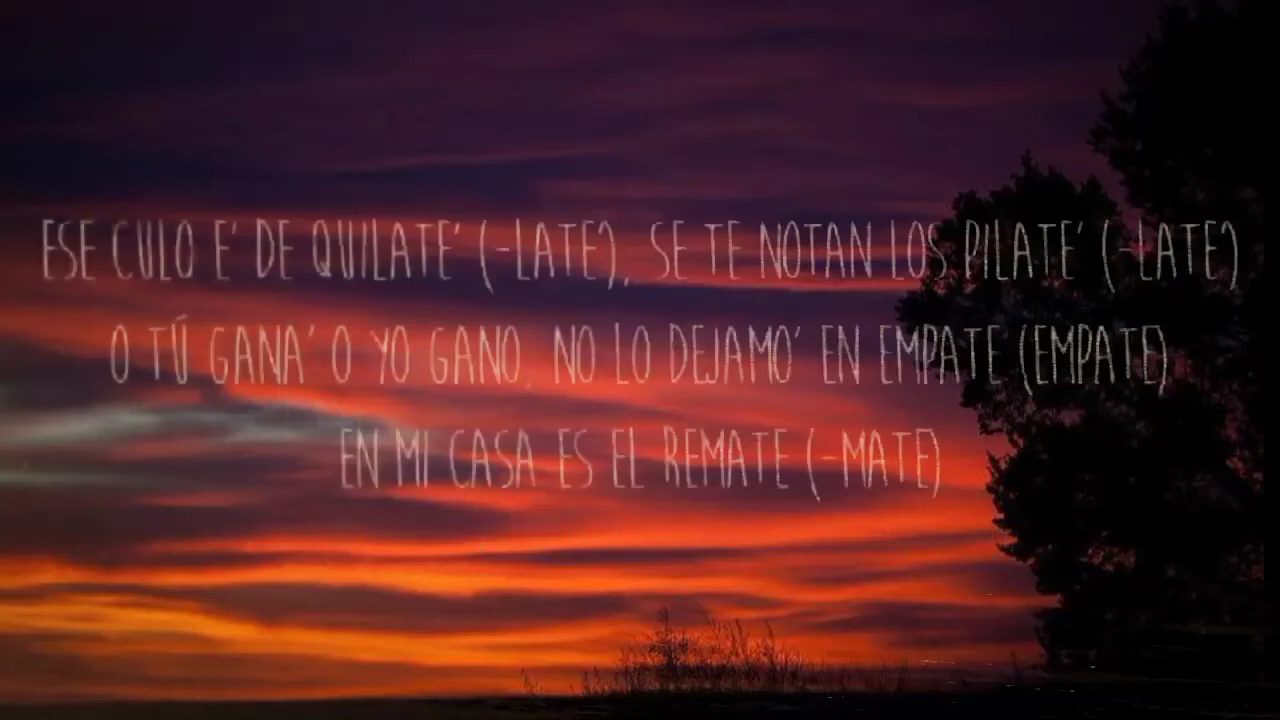 ESE CULO E' DE QUILATE' (-LATE'), SE TE NOTAN LOS PILATE' (-LATE')
O TÚ GANA' O YO GANO, NO LO DEJAMO' EN EMPATE (EMPATE)
EN MI CASA ES EL REMATE (-MATE)